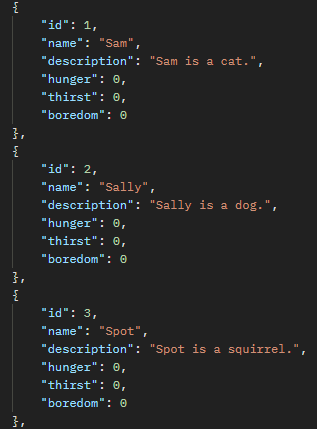 {
"id": 1,
"name": "Sam",
"description": "Sam is a cat.",
"hunger": 0,
"thirst": 0,
"boredom": 0
},
{
"id": 2,
"name": "Sally",
"description": "Sally is a dog.",
"hunger": 0,
"thirst": 0,
"boredom": 0
},
{
"id": 3,
"name": "Spot",
"description": "Spot is a squirrel.",
"hunger": 0,
"thirst": 0,
"boredom": 0
},